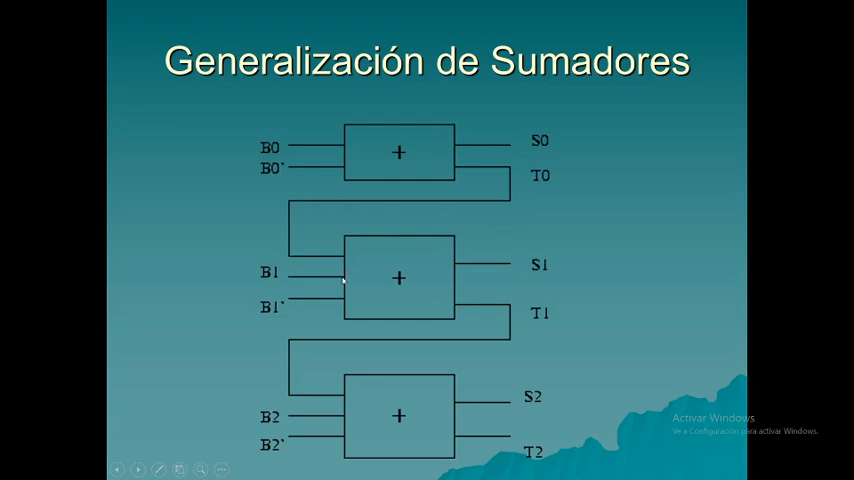 Generalización de Sumadores
B0
B0`
+
S0
T0
B1
B1`
+
S1
T1
B2
B2`
+
S2
T2
Activar Windows
Ve a Configuración para activar Windows.